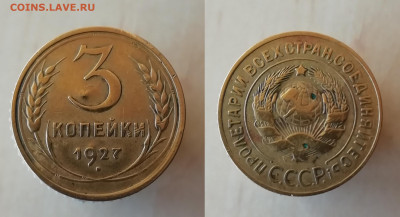 COINS.LAVE.RU
3
КОПЕЙКИ
1927
ПРОЛЕТАРИИ ВСЕХ СТРАН, СОЕДИНЯЙТЕСЬ!
СССР